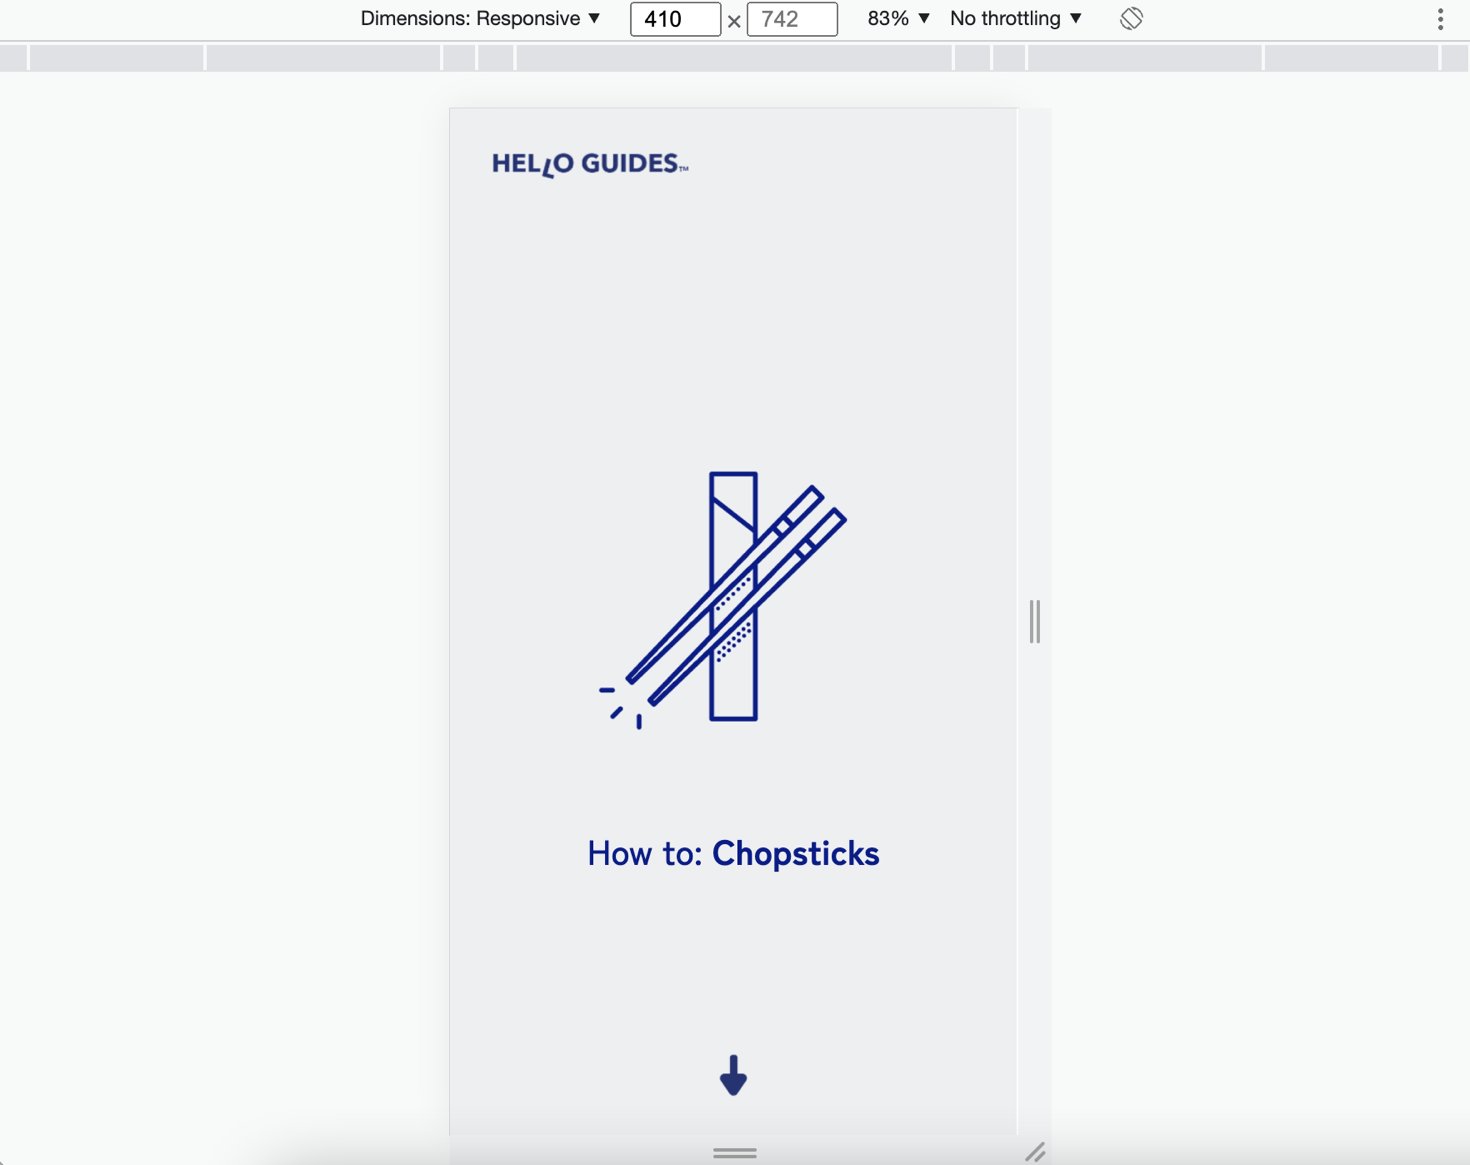 Dimensions: Responsive ▼ 410 × 742 83% ▼ No throttling ▼
HELLO GUIDES™
How to: Chopsticks